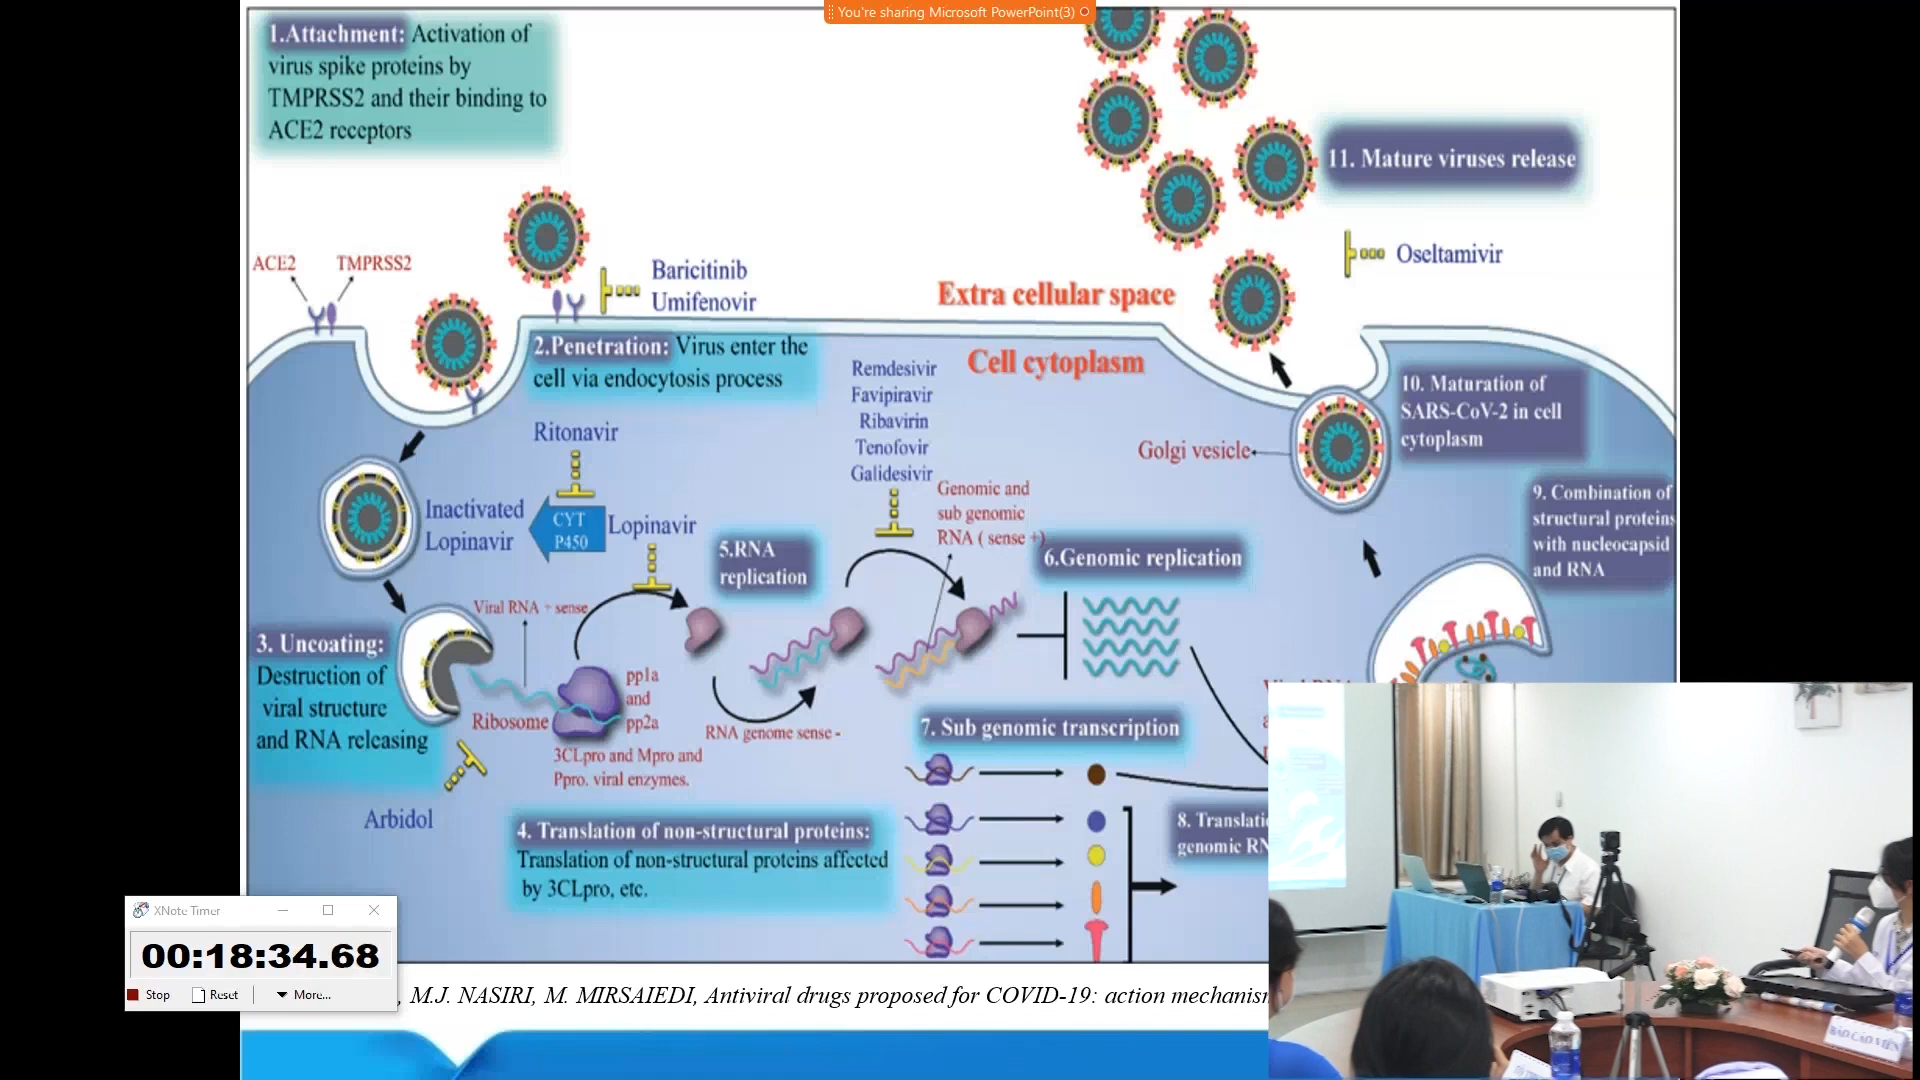 You're sharing Microsoft PowerPoint(3)
1.Attachment: Activation of
virus spike proteins by
TMPRSS2 and their binding to
ACE2 receptors
11. Mature viruses release
ACE2
TMPRSS2
Baricitinib
Umifenovir
Oseltamivir
Extra cellular space
Cell cytoplasm
2.Penetration: Virus enter the
cell via endocytosis process
Remdesivir
Favipiravir
Ribavirin
Tenofovir
Galidesivir
10. Maturation of
SARS-CoV-2 in cell
cytoplasm
Golgi vesicle
Ritonavir
Inactivated
Lopinavir
CYT
P450
Lopinavir
Genomic and
sub genomic
RNA ( sense +)
9. Combination of
structural proteins
with nucleocapsid
and RNA
5.RNA
replication
6.Genomic replication
Viral RNA + sense
3. Uncoating:
Destruction of
viral structure
and RNA releasing
pp1a
and
pp2a
Ribosome
RNA genome sense -
3CLpro and Mpro and
Ppro. viral enzymes.
7. Sub genomic transcription
Arbidol
4. Translation of non-structural proteins:
Translation of non-structural proteins affected
by 3CLpro, etc.
8.
XNote Timer
00:18:34.68
Stop
Reset
More...
, M.J. NASIRI, M. MIRSAIEDI, Antiviral drugs proposed for COVID-19: action
BÁO CÁO VIÊN